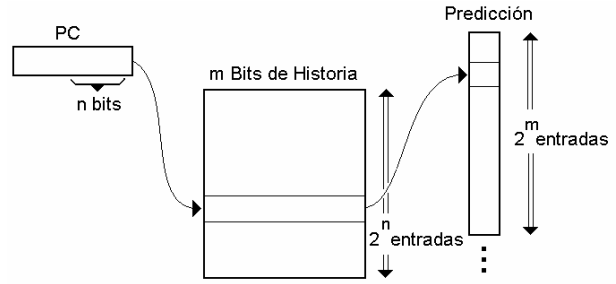 Predicción
PC
n bits
m Bits de Historia
2^m entradas
2^n entradas